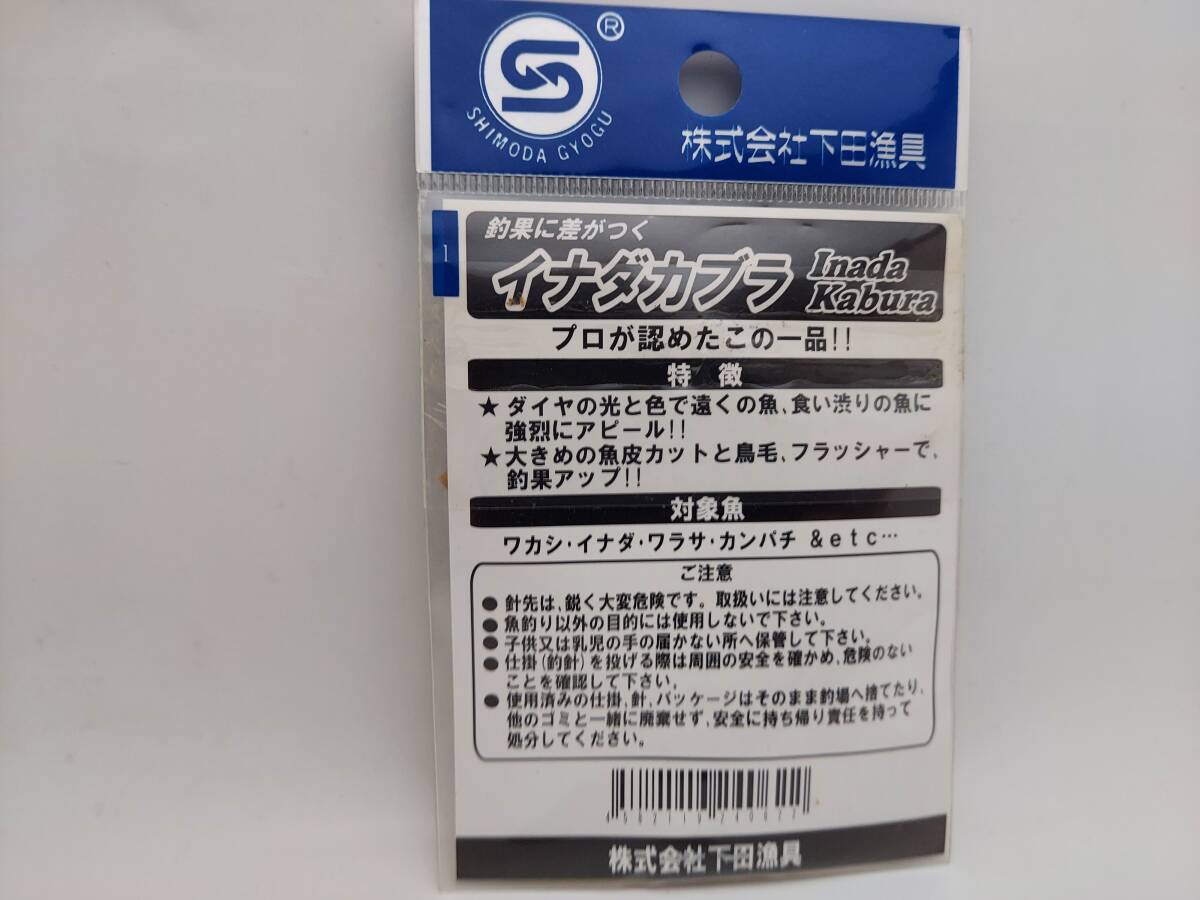 ®
SHIMODA GYOGU
株式会社下田漁具
1
釣果に差がつく
イナダカブラ
Inada
Kabura
プロが認めたこの一品!!
特 徴
★ ダイヤの光と色で遠くの魚、食い渋りの魚に
強烈にアピール!!
★大きめの魚皮カットと鳥毛、フラッシャーで、
釣果アップ!!
対象魚
ワカシ・イナダ・ワラサ・カンパチ &etc…
ご注意
● 針先は、鋭く大変危険です。取扱いには注意してください。
● 魚釣り以外の目的には使用しないで下さい。
● 子供又は乳児の手の届かない所へ保管して下さい。
● 仕掛(釣針)を投げる際は周囲の安全を確かめ、危険のない
ことを確認して下さい。
● 使用済みの仕掛、針、パッケージはそのまま釣場へ捨てたり、
他のゴミと一緒に廃棄せず、安全に持ち帰り責任を持って
処分してください。
株式会社下田漁具